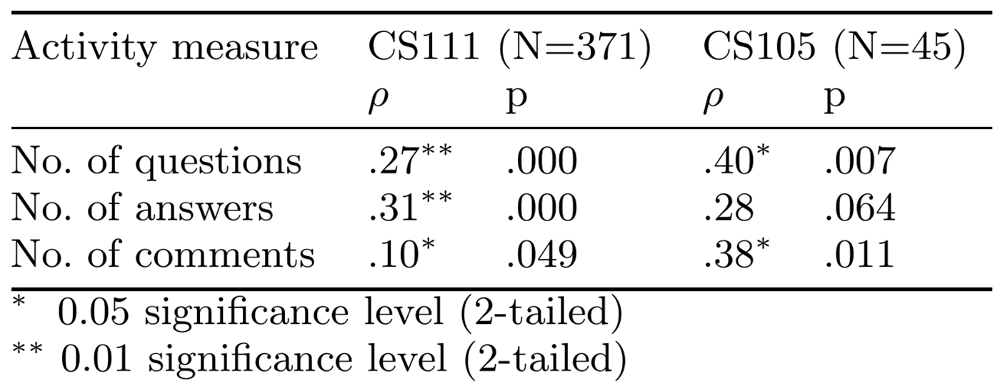 Activity measure CS111 (N=371) CS105 (N=45)
ρ p ρ p
No. of questions .27** .000 .40* .007
No. of answers .31** .000 .28 .064
No. of comments .10* .049 .38* .011
* 0.05 significance level (2-tailed)
** 0.01 significance level (2-tailed)